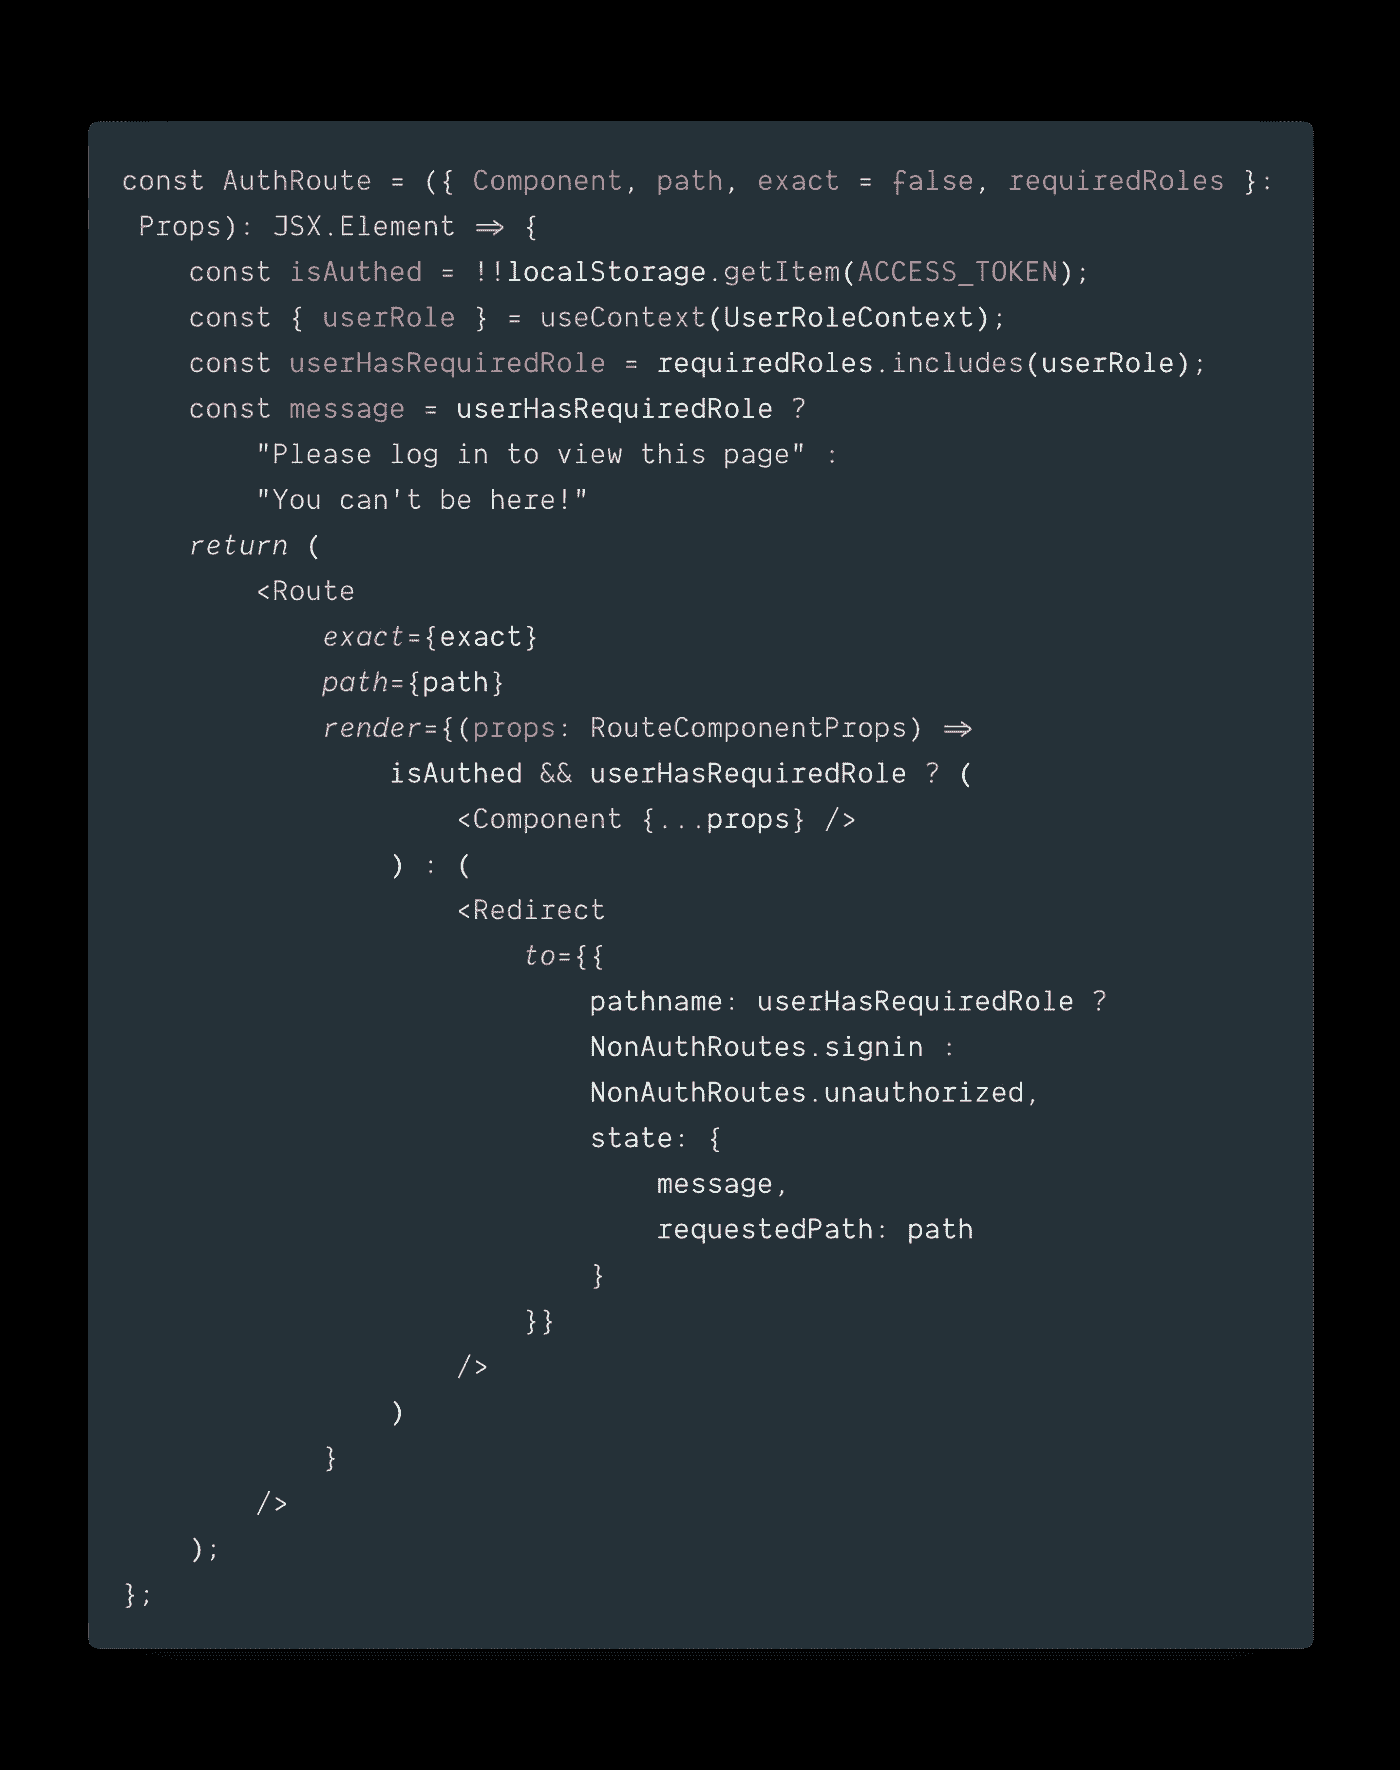 const AuthRoute = ({ Component, path, exact = false, requiredRoles }:
Props): JSX.Element => {
const isAuthed = !!localStorage.getItem(ACCESS_TOKEN);
const { userRole } = useContext(UserRoleContext);
const userHasRequiredRole = requiredRoles.includes(userRole);
const message = userHasRequiredRole ?
"Please log in to view this page" :
"You can't be here!"
return (
<Route
exact={exact}
path={path}
render={(props: RouteComponentProps) =>
isAuthed && userHasRequiredRole ? (
<Component {...props} />
) : (
<Redirect
to={{
pathname: userHasRequiredRole ?
NonAuthRoutes.signin :
NonAuthRoutes.unauthorized,
state: {
message,
requestedPath: path
}
}}
/>
)
}
/>
);
};